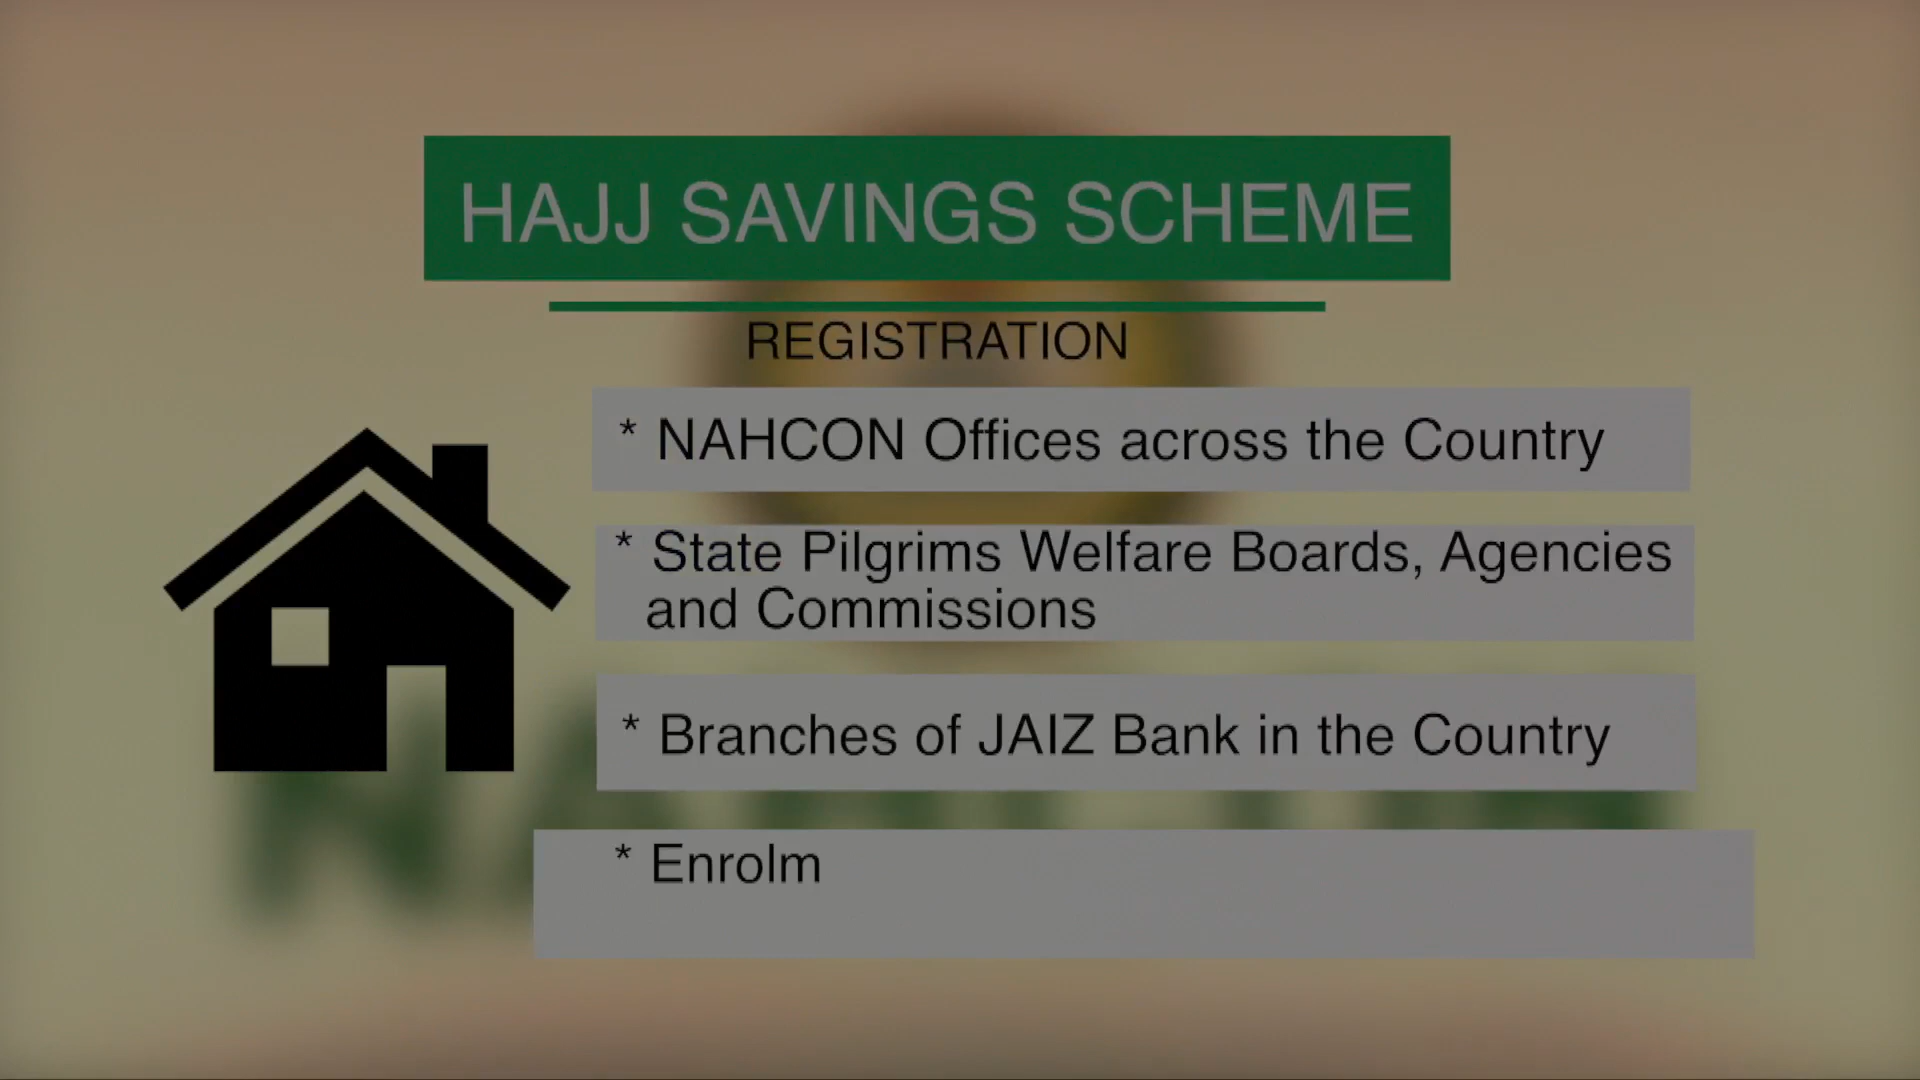 HAJJ SAVINGS SCHEME
REGISTRATION
* NAHCON Offices across the Country
* State Pilgrims Welfare Boards, Agencies
and Commissions
* Branches of JAIZ Bank in the Country
* Enrolm